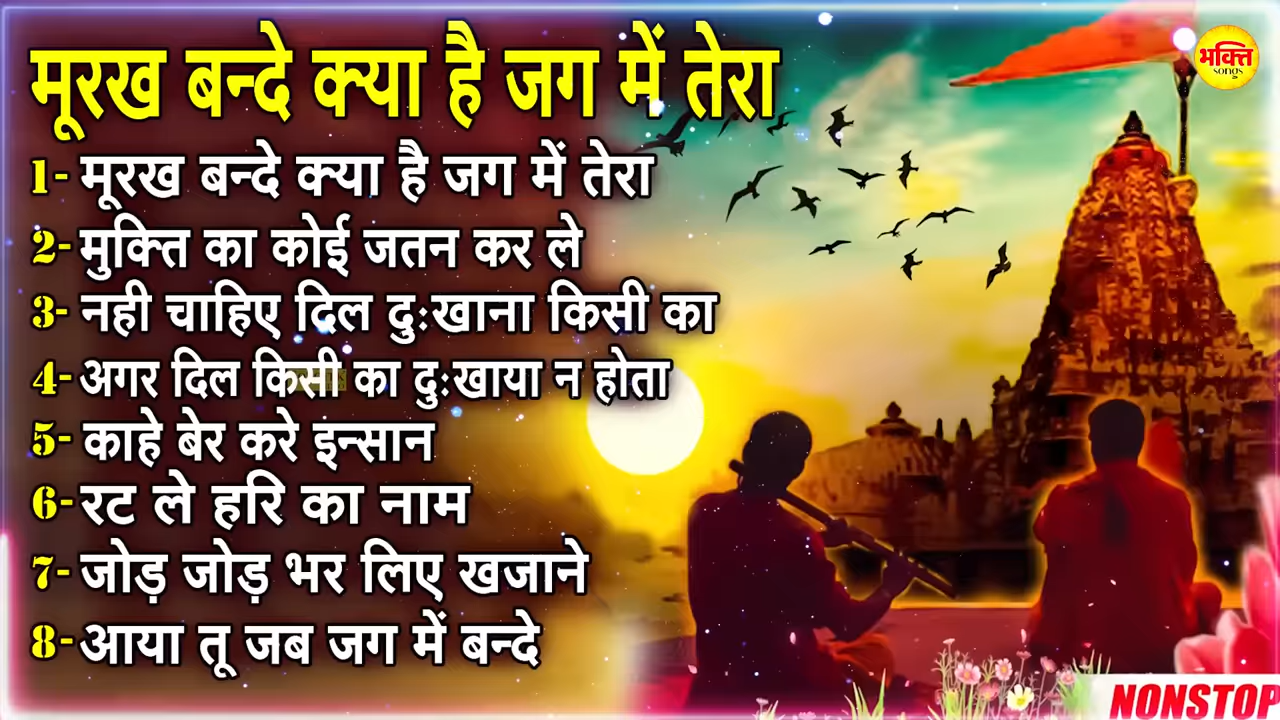 मूरख बन्दे क्या है जग में तेरा
भक्ति
songs
1- मूरख बन्दे क्या है जग में तेरा
2- मुक्ति का कोई जतन कर ले
3- नही चाहिए दिल दुःखाना किसी का
4- अगर दिल किसी का दुःखाया न होता
5- काहे बेर करे इन्सान
6- रट ले हरि का नाम
7- जोड़ जोड़ भर लिए खजाने
8- आया तू जब जग में बन्दे
NONSTOP